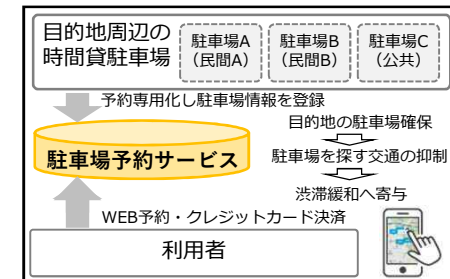 目的地周辺の
時間貸駐車場
駐車場A
（民間A）
駐車場B
（民間B）
駐車場C
（公共）
予約専用化し駐車場情報を登録
目的地の駐車場確保
駐車場予約サービス
駐車場を探す交通の抑制
渋滞緩和へ寄与
WEB予約・クレジットカード決済
利用者